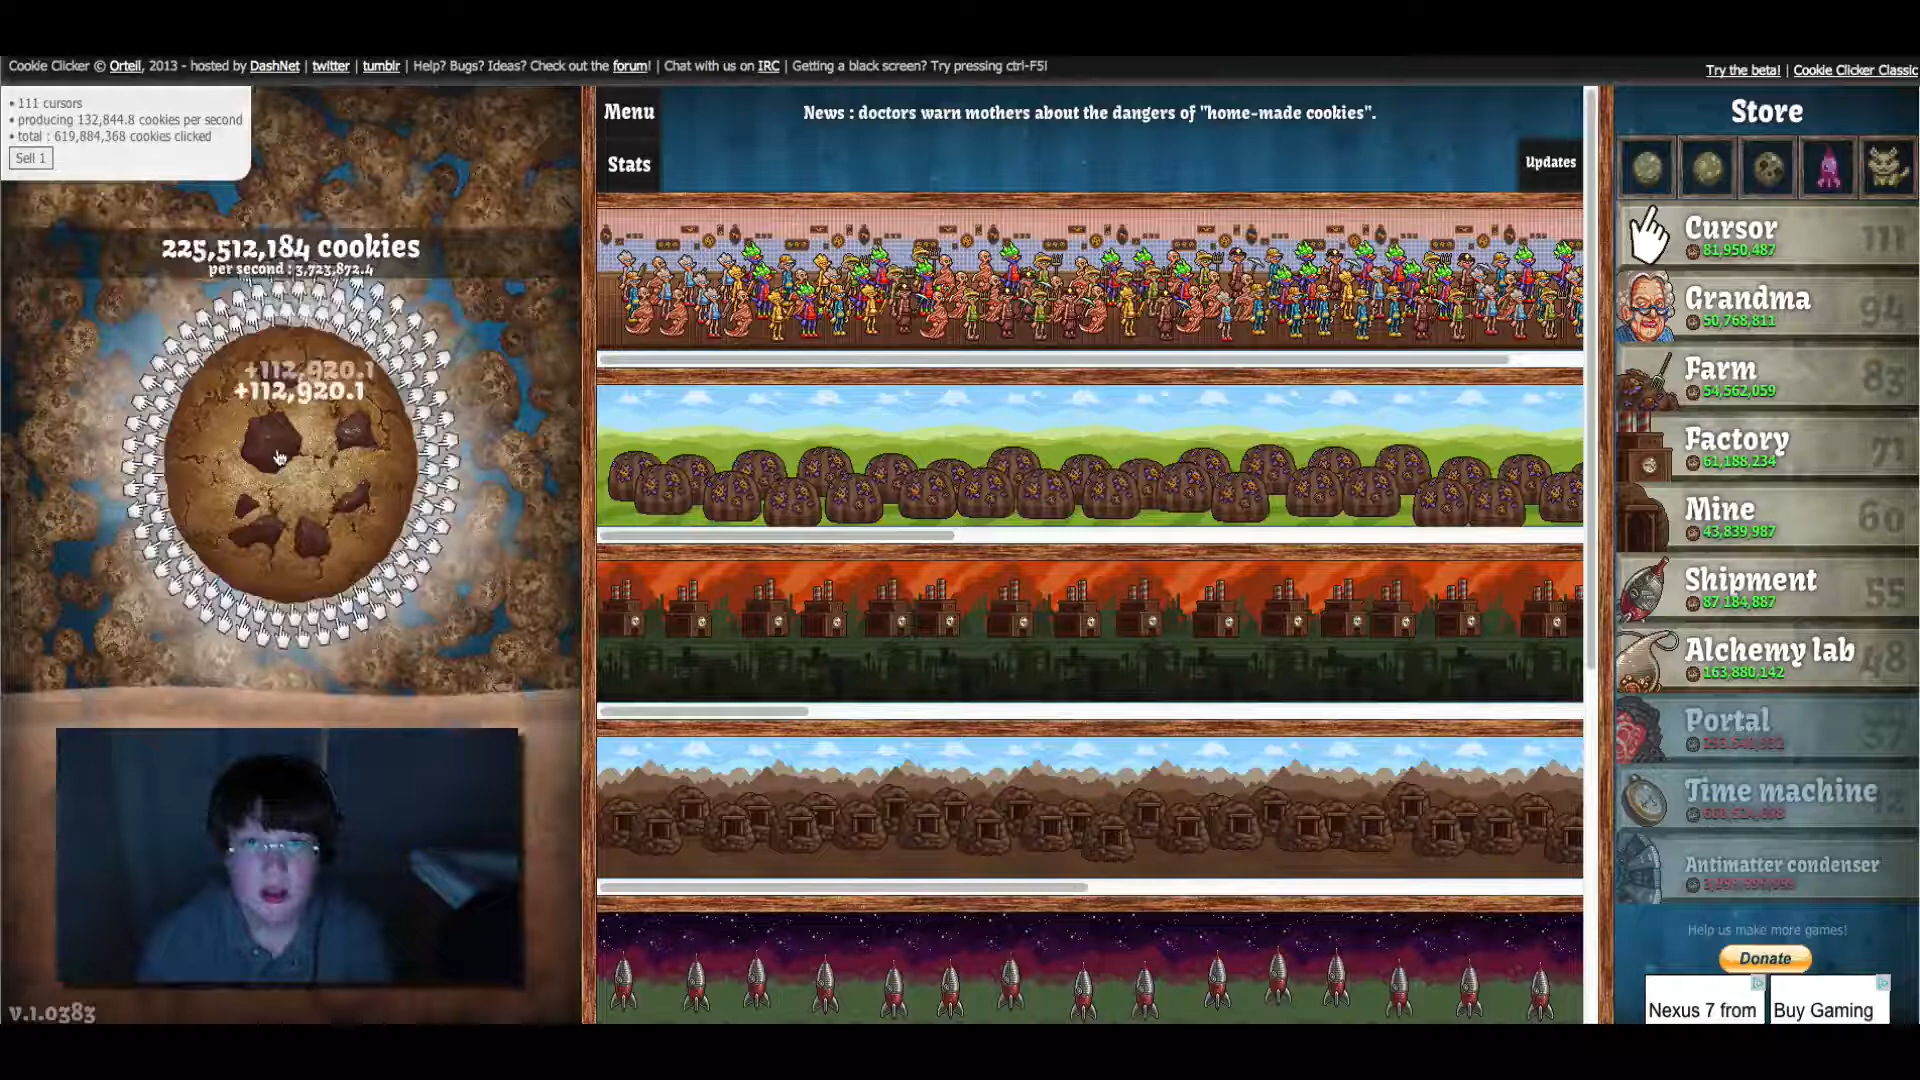 Cookie Clicker © Orteil, 2013 - hosted by DashNet | twitter | tumblr | Help? Bugs? Ideas? Check out the forum! | Chat with us on IRC | Getting a black screen? Try pressing ctrl-F5!
Try the beta! | Cookie Clicker Classic
• 111 cursors
• producing 132,844.8 cookies per second
• total : 619,884,368 cookies clicked
Sell 1
225,512,184 cookies
per second : 3,723,872.4
+112,920.1
+112,920.1
v.1.0383
Menu
Stats
News : doctors warn mothers about the dangers of "home-made cookies".
Updates
Store
Cursor
81,950,487
111
Grandma
50,768,811
94
Farm
54,562,059
83
Factory
61,188,234
71
Mine
43,839,987
60
Shipment
87,184,887
55
Alchemy lab
163,880,142
48
Portal
37
Time machine
12
Antimatter condenser
Help us make more games!
Donate
Nexus 7 from
Buy Gaming